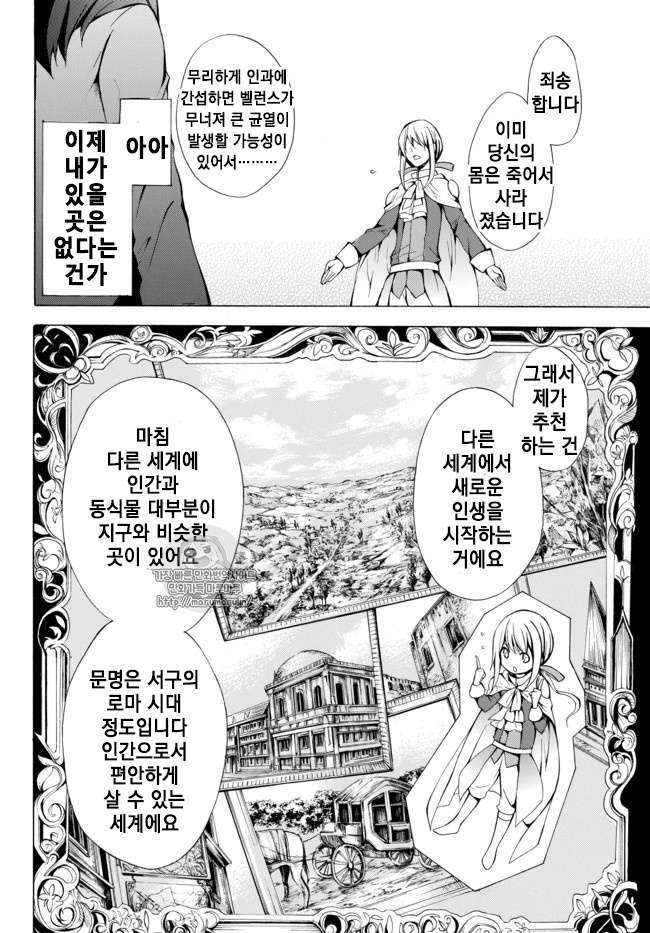 죄송
합니다
이미
당신의
몸은 죽어서
사라
졌습니다
무리하게 인과에
간섭하면 벨런스가
무너져 큰 균열이
발생할 가능성이
있어서………
아아
이제
내가
있을
곳은
없다는
건가
그래서
제가
추천
하는 건
다른
세계에서
새로운
인생을
시작하는
거에요
마침
다른 세계에
인간과
동식물 대부분이
지구와 비슷한
곳이 있어요
문명은 서구의
로마 시대
정도입니다
인간으로서
편안하게
살 수 있는
세계에요